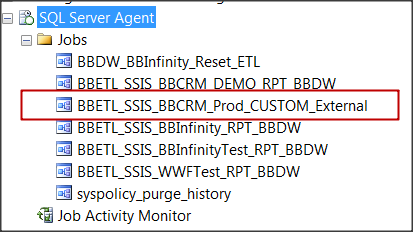 SQL Server Agent
Jobs
BBDW_BBInfinity_Reset_ETL
BBETL_SSIS_BBCRM_DEMO_RPT_BBDW
BBETL_SSIS_BBCRM_Prod_CUSTOM_External
BBETL_SSIS_BBInfinity_RPT_BBDW
BBETL_SSIS_BBInfinityTest_RPT_BBDW
BBETL_SSIS_WWFTest_RPT_BBDW
syspolicy_purge_history
Job Activity Monitor